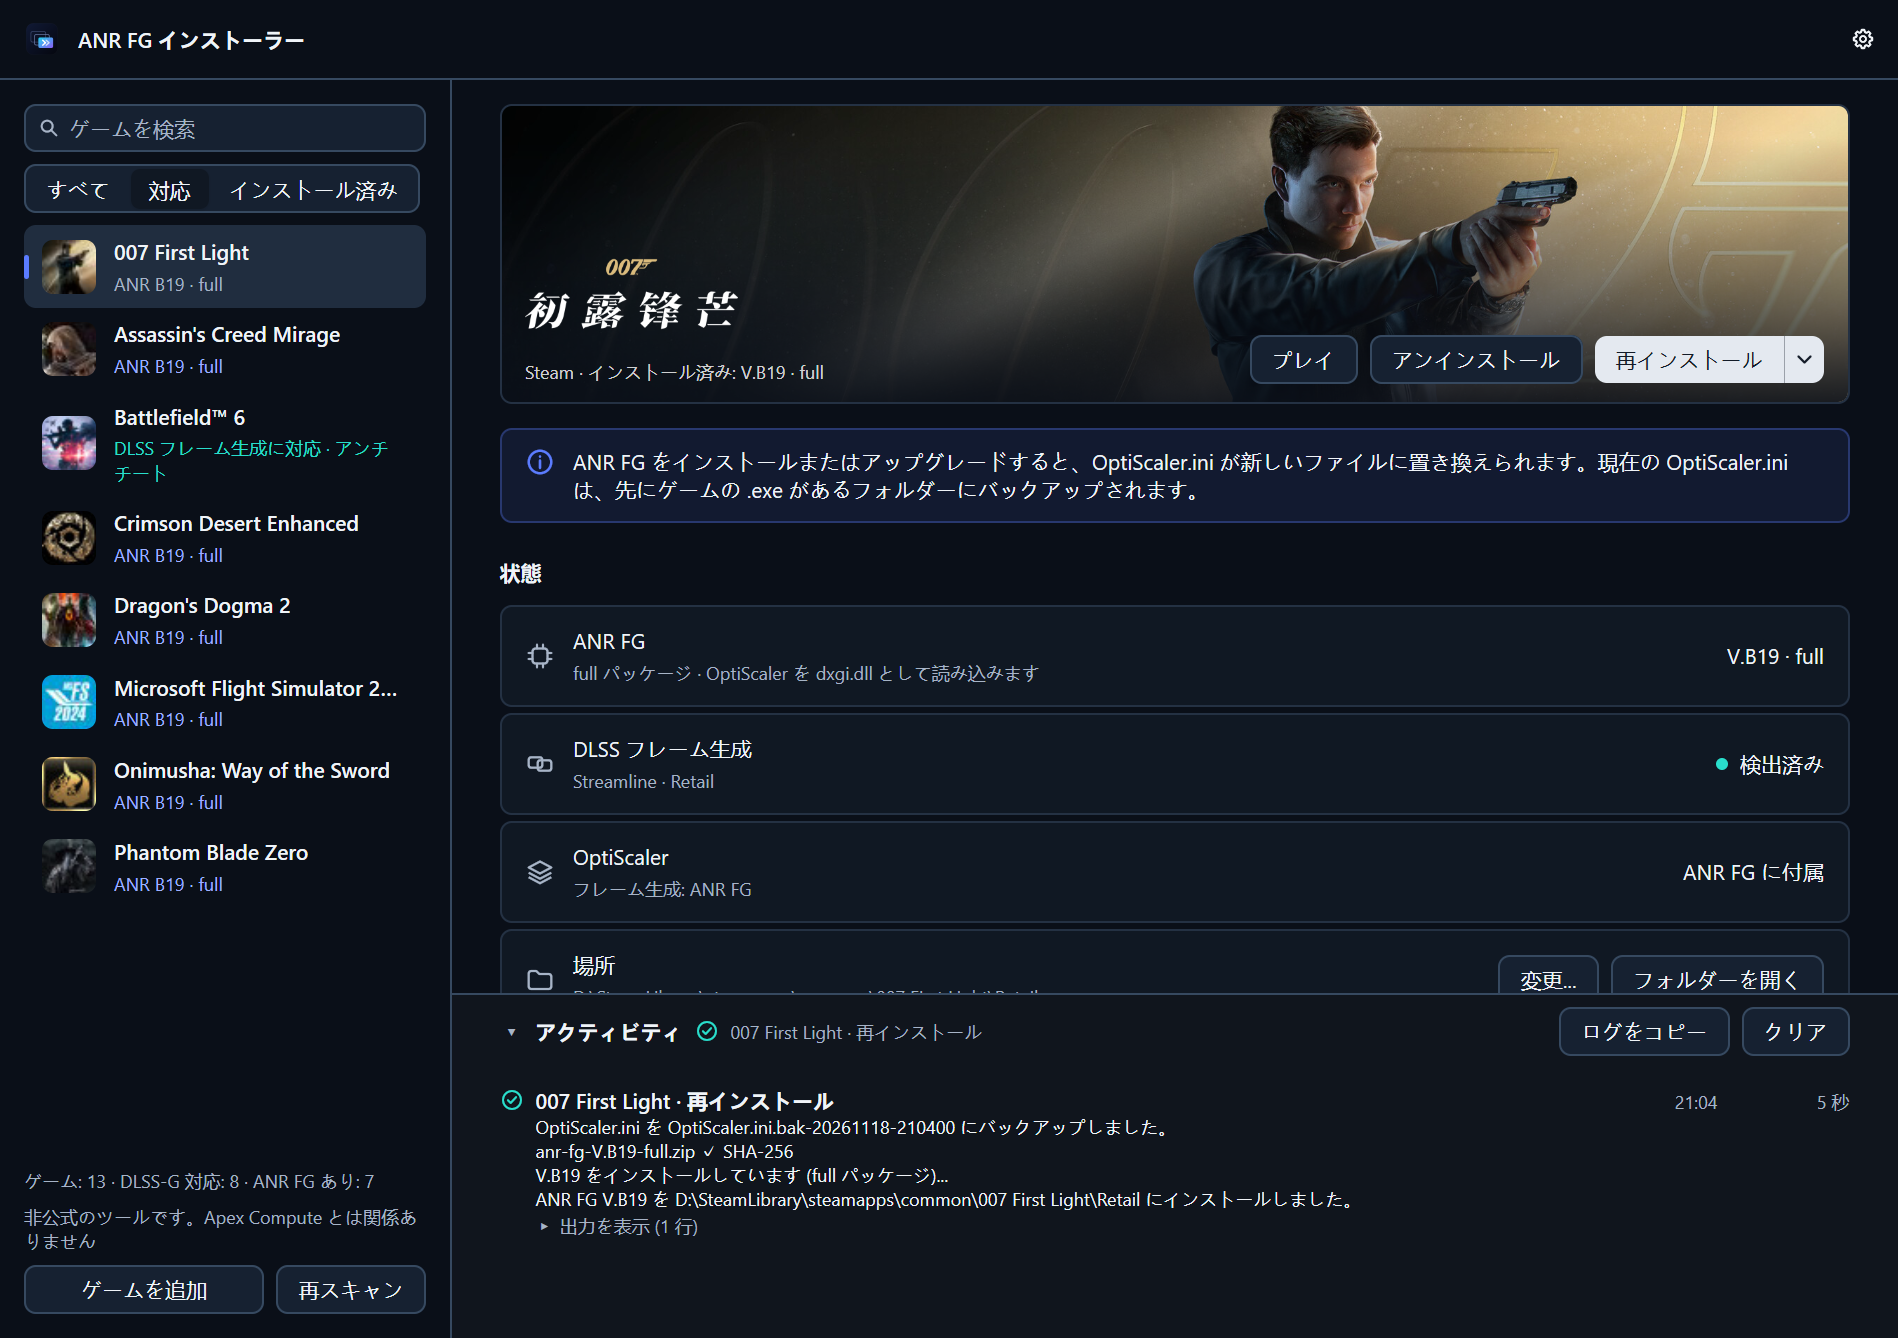 ANR FG インストーラー
ゲームを検索
すべて
対応
インストール済み
007 First Light
ANR B19 · full
Assassin's Creed Mirage
ANR B19 · full
Battlefield™ 6
DLSS フレーム生成に対応 · アンチ
チート
Crimson Desert Enhanced
ANR B19 · full
Dragon's Dogma 2
ANR B19 · full
Microsoft Flight Simulator 2...
ANR B19 · full
Onimusha: Way of the Sword
ANR B19 · full
Phantom Blade Zero
ANR B19 · full
ゲーム: 13 · DLSS-G 対応: 8 · ANR FG あり: 7
非公式のツールです。Apex Compute とは関係あ
りません
ゲームを追加
再スキャン
007
初露锋芒
Steam · インストール済み: V.B19 · full
プレイ
アンインストール
再インストール
ANR FG をインストールまたはアップグレードすると、OptiScaler.ini が新しいファイルに置き換えられます。現在の OptiScaler.ini
は、先にゲームの .exe があるフォルダーにバックアップされます。
状態
ANR FG
full パッケージ · OptiScaler を dxgi.dll として読み込みます
V.B19 · full
DLSS フレーム生成
Streamline · Retail
検出済み
OptiScaler
フレーム生成: ANR FG
ANR FG に付属
場所
変更...
フォルダーを開く
アクティビティ
007 First Light · 再インストール
ログをコピー
クリア
007 First Light · 再インストール
21:04
5 秒
OptiScaler.ini を OptiScaler.ini.bak-20261118-210400 にバックアップしました。
anr-fg-V.B19-full.zip ✓ SHA-256
V.B19 をインストールしています (full パッケージ)...
ANR FG V.B19 を D:\SteamLibrary\steamapps\common\007 First Light\Retail にインストールしました。
出力を表示 (1 行)